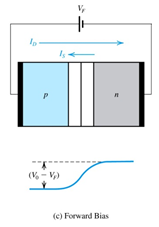 V_F
I_D
I_S
p
n
(V_0 − V_F)
(c) Forward Bias